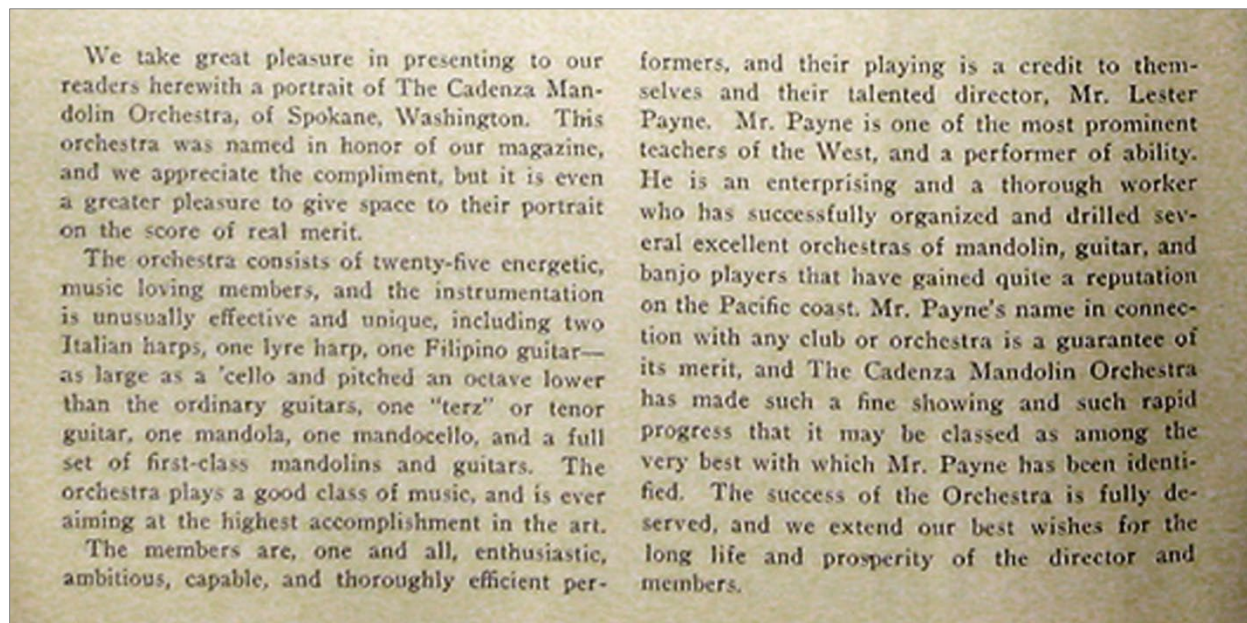 We take great pleasure in presenting to our
readers herewith a portrait of The Cadenza Man-
dolin Orchestra, of Spokane, Washington. This
orchestra was named in honor of our magazine,
and we appreciate the compliment, but it is even
a greater pleasure to give space to their portrait
on the score of real merit.
The orchestra consists of twenty-five energetic,
music loving members, and the instrumentation
is unusually effective and unique, including two
Italian harps, one lyre harp, one Filipino guitar—
as large as a 'cello and pitched an octave lower
than the ordinary guitars, one "terz" or tenor
guitar, one mandola, one mandocello, and a full
set of first-class mandolins and guitars. The
orchestra plays a good class of music, and is ever
aiming at the highest accomplishment in the art.
The members are, one and all, enthusiastic,
ambitious, capable, and thoroughly efficient per-
formers, and their playing is a credit to them-
selves and their talented director, Mr. Lester
Payne. Mr. Payne is one of the most prominent
teachers of the West, and a performer of ability.
He is an enterprising and a thorough worker
who has successfully organized and drilled sev-
eral excellent orchestras of mandolin, guitar, and
banjo players that have gained quite a reputation
on the Pacific coast. Mr. Payne's name in connec-
tion with any club or orchestra is a guarantee of
its merit, and The Cadenza Mandolin Orchestra
has made such a fine showing and such rapid
progress that it may be classed as among the
very best with which Mr. Payne has been identi-
fied. The success of the Orchestra is fully de-
served, and we extend our best wishes for the
long life and prosperity of the director and
members.